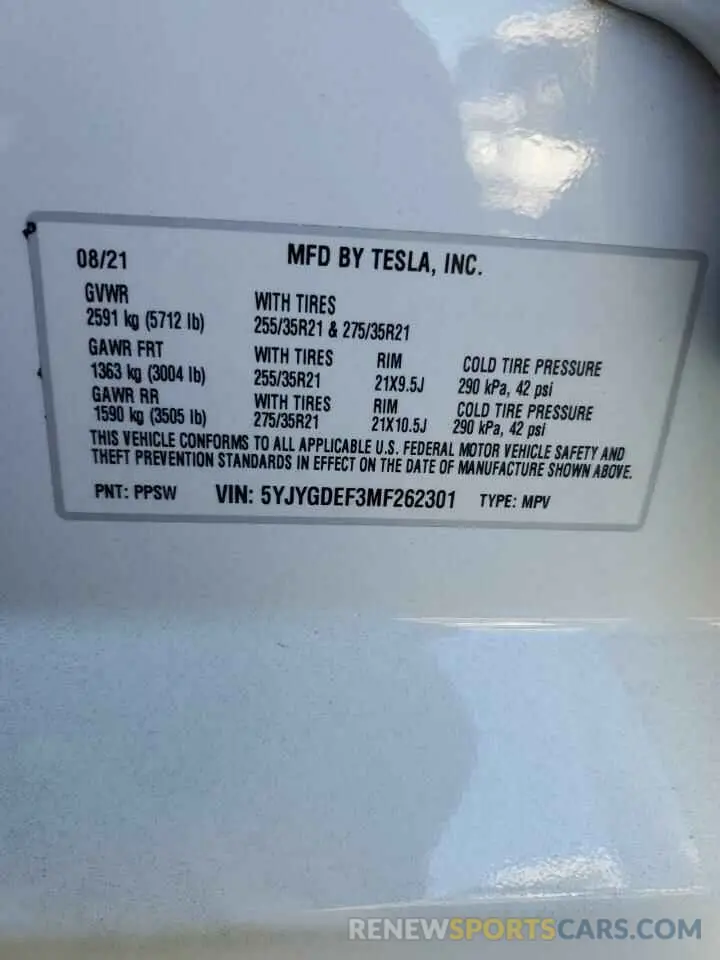 08/21 MFD BY TESLA, INC.
GVWR
2591 kg (5712 lb)
WITH TIRES
255/35R21 & 275/35R21
GAWR FRT WITH TIRES RIM COLD TIRE PRESSURE
1363 kg (3004 lb) 255/35R21 21X9.5J 290 kPa, 42 psi
GAWR RR WITH TIRES RIM COLD TIRE PRESSURE
1590 kg (3505 lb) 275/35R21 21X10.5J 290 kPa, 42 psi
THIS VEHICLE CONFORMS TO ALL APPLICABLE U.S. FEDERAL MOTOR VEHICLE SAFETY AND
THEFT PREVENTION STANDARDS IN EFFECT ON THE DATE OF MANUFACTURE SHOWN ABOVE.
PNT: PPSW VIN: 5YJYGDEF3MF262301 TYPE: MPV
RENEWSPORTSCARS.COM